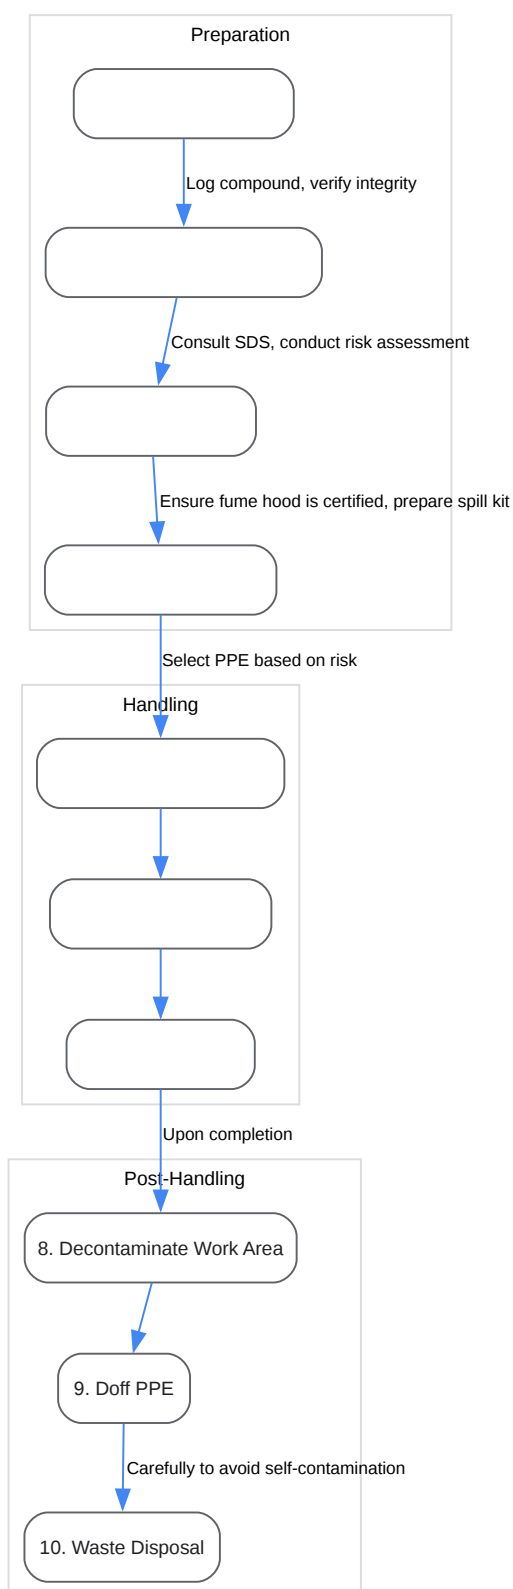 Preparation
Log compound, verify integrity
Consult SDS, conduct risk assessment
Ensure fume hood is certified, prepare spill kit
Select PPE based on risk
Handling
Upon completion
Post-Handling
8. Decontaminate Work Area
9. Doff PPE
Carefully to avoid self-contamination
10. Waste Disposal